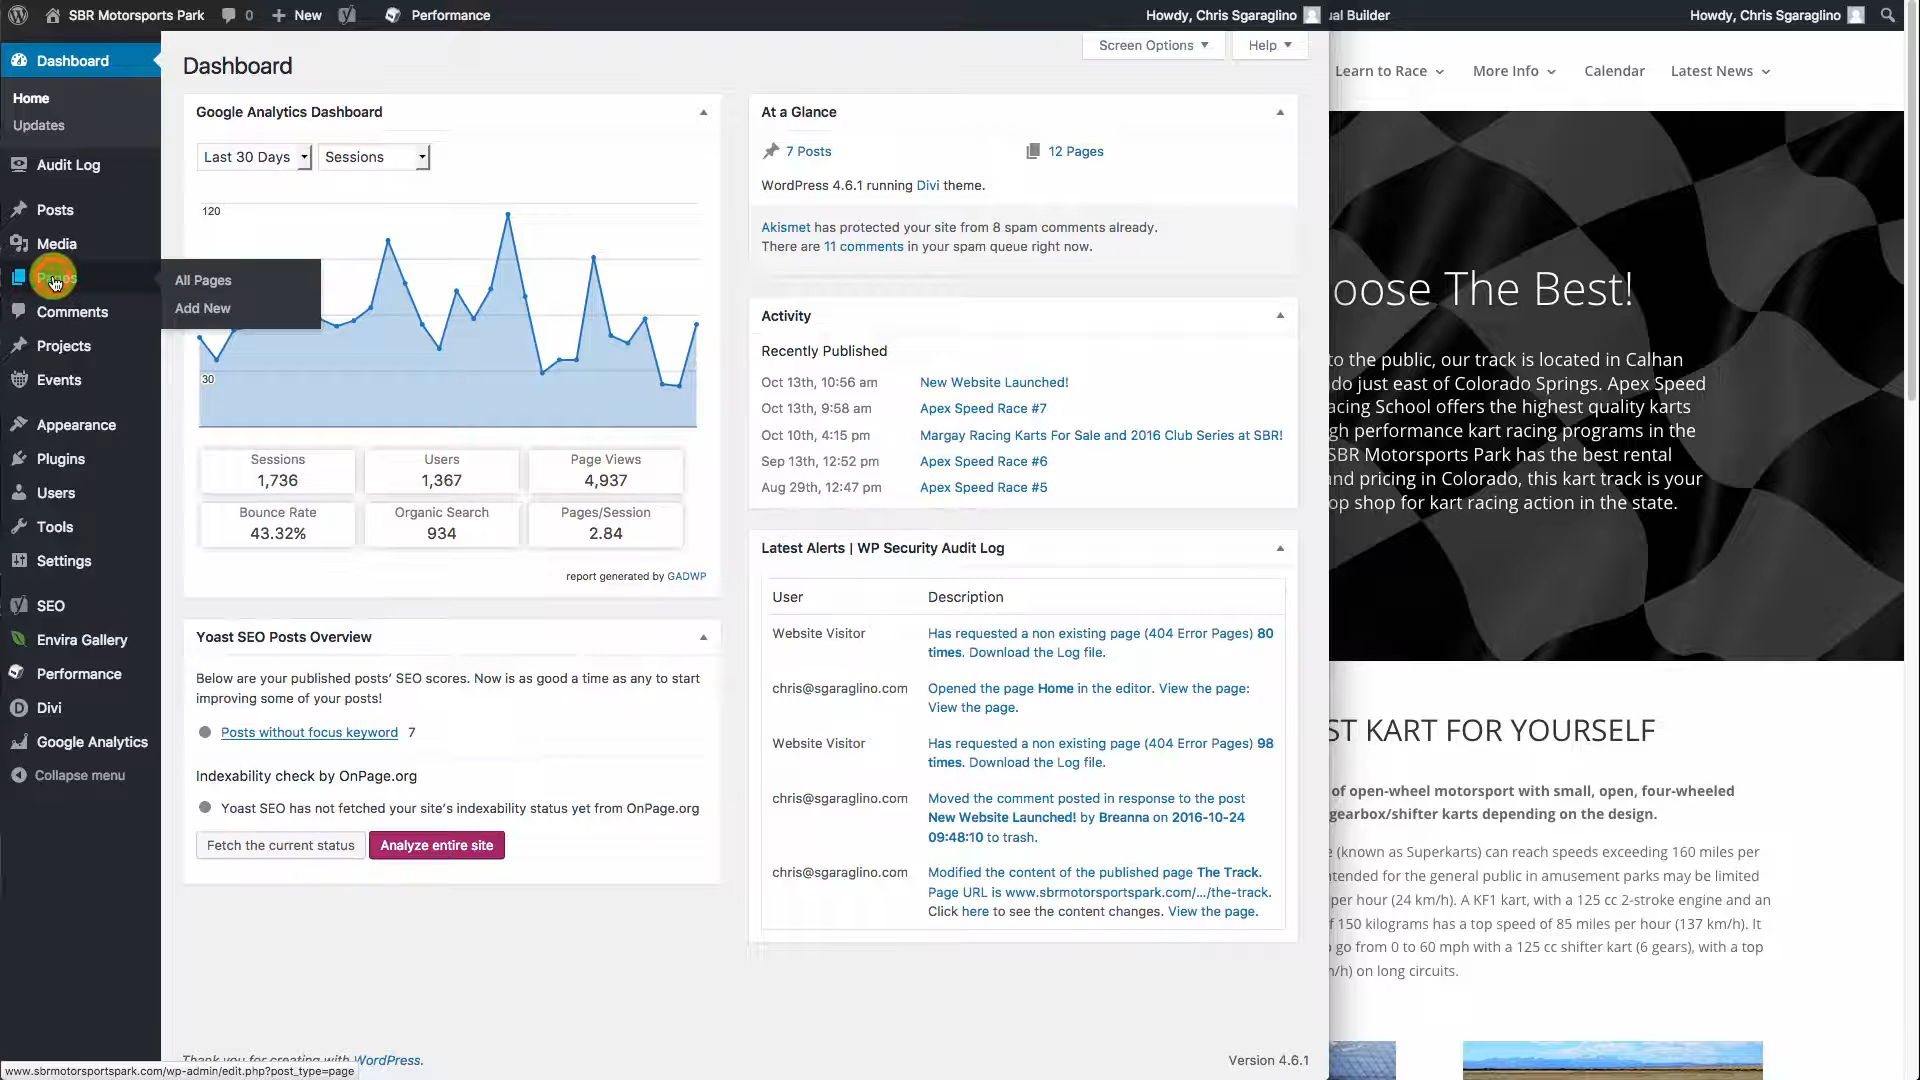 SBR Motorsports Park
0
New
Performance
Howdy, Chris Sgaraglino
ual Builder
Howdy, Chris Sgaraglino
Dashboard
Home
Updates
Audit Log
Posts
Media
Pages
Comments
Projects
Events
Appearance
Plugins
Users
Tools
Settings
SEO
Envira Gallery
Performance
Divi
Google Analytics
Collapse menu
All Pages
Add New
Dashboard
Screen Options
Help
Google Analytics Dashboard
Last 30 Days
Sessions
120
30
Sessions
1,736
Users
1,367
Page Views
4,937
Bounce Rate
43.32%
Organic Search
934
Pages/Session
2.84
report generated by GADWP
Yoast SEO Posts Overview
Below are your published posts' SEO scores. Now is as good a time as any to start
improving some of your posts!
Posts without focus keyword 7
Indexability check by OnPage.org
Yoast SEO has not fetched your site's indexability status yet from OnPage.org
Fetch the current status
Analyze entire site
At a Glance
7 Posts
12 Pages
WordPress 4.6.1 running Divi theme.
Akismet has protected your site from 8 spam comments already.
There are 11 comments in your spam queue right now.
Activity
Recently Published
Oct 13th, 10:56 am New Website Launched!
Oct 13th, 9:58 am Apex Speed Race #7
Oct 10th, 4:15 pm Margay Racing Karts For Sale and 2016 Club Series at SBR!
Sep 13th, 12:52 pm Apex Speed Race #6
Aug 29th, 12:47 pm Apex Speed Race #5
Latest Alerts | WP Security Audit Log
User Description
Website Visitor Has requested a non existing page (404 Error Pages) 80
times. Download the Log file.
chris@sgaraglino.com Opened the page Home in the editor. View the page:
View the page.
Website Visitor Has requested a non existing page (404 Error Pages) 98
times. Download the Log file.
chris@sgaraglino.com Moved the comment posted in response to the post
New Website Launched! by Breanna on 2016-10-24
09:48:10 to trash.
chris@sgaraglino.com Modified the content of the published page The Track.
Page URL is www.sbrmotorsportspark.com/.../the-track.
Click here to see the content changes. View the page.
Thank you for creating with WordPress.
Version 4.6.1
www.sbrmotorsportspark.com/wp-admin/edit.php?post_type=page
Learn to Race
More Info
Calendar
Latest News
oose The Best!
to the public, our track is located in Calhan
do just east of Colorado Springs. Apex Speed
acing School offers the highest quality karts
gh performance kart racing programs in the
SBR Motorsports Park has the best rental
nd pricing in Colorado, this kart track is your
op shop for kart racing action in the state.
ST KART FOR YOURSELF
of open-wheel motorsport with small, open, four-wheeled
gearbox/shifter karts depending on the design.
e (known as Superkarts) can reach speeds exceeding 160 miles per
ntended for the general public in amusement parks may be limited
per hour (24 km/h). A KF1 kart, with a 125 cc 2-stroke engine and an
f 150 kilograms has a top speed of 85 miles per hour (137 km/h). It
go from 0 to 60 mph with a 125 cc shifter kart (6 gears), with a top
m/h) on long circuits.